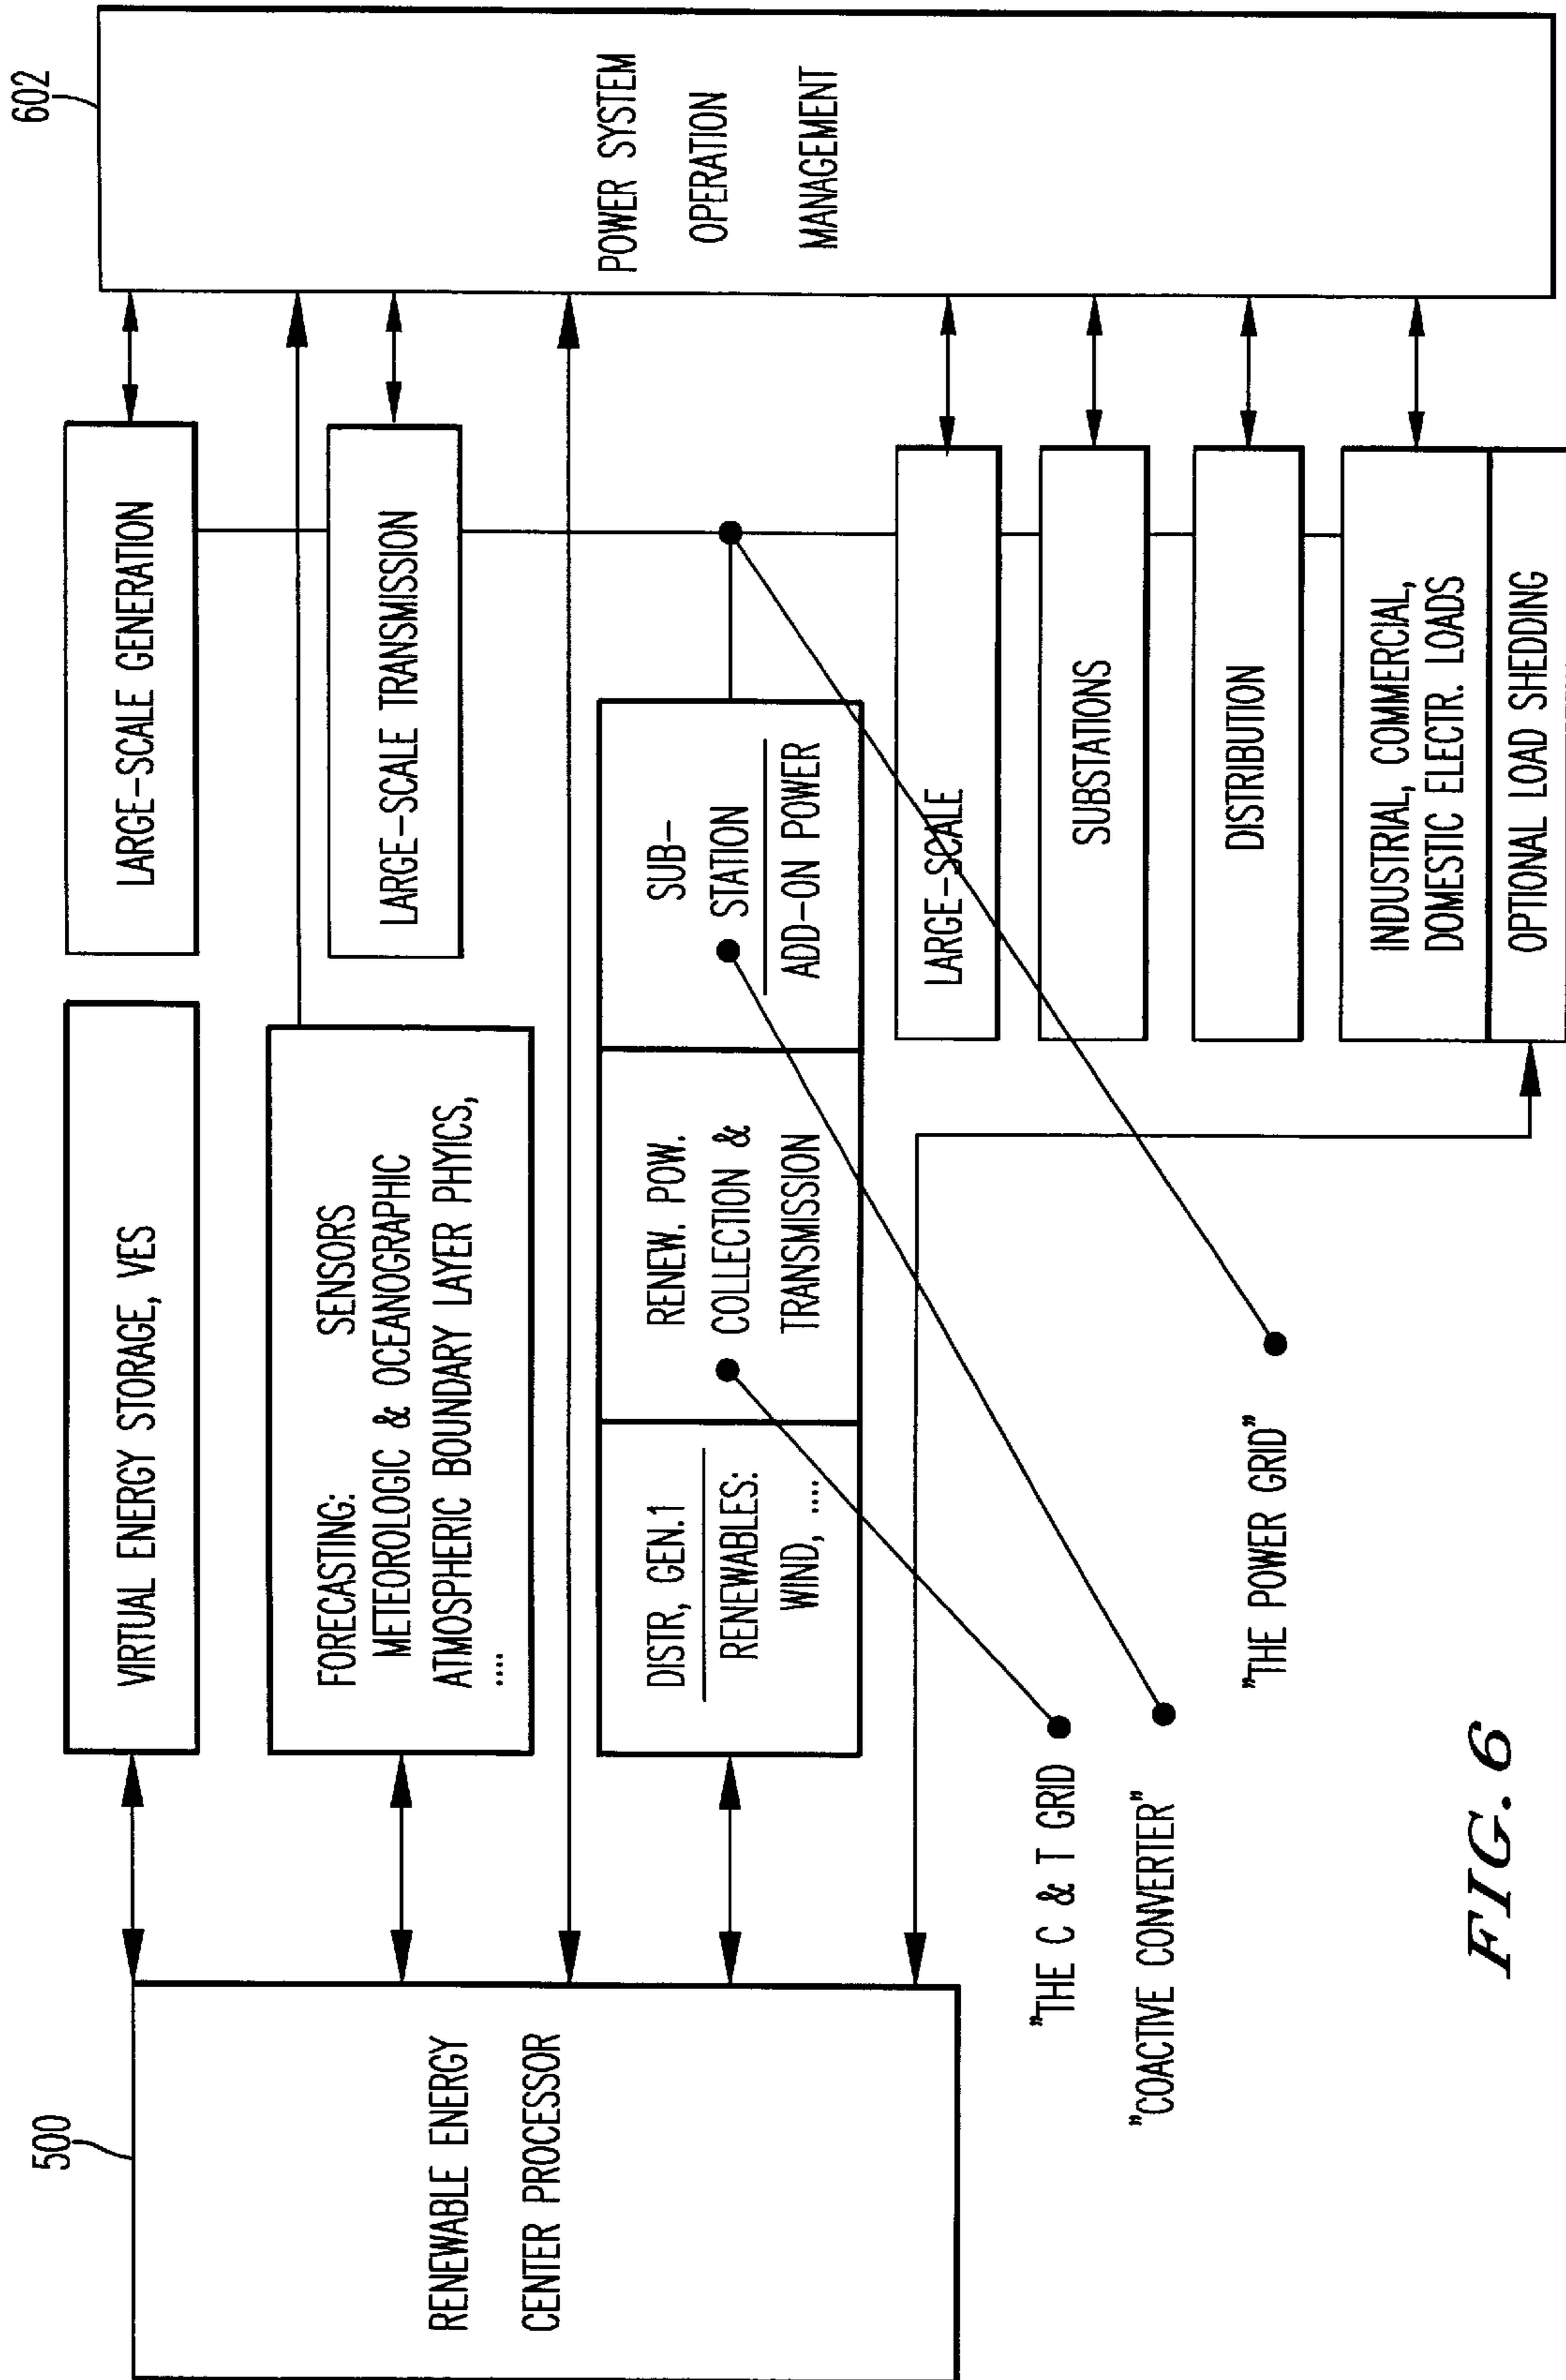 602
POWER SYSTEM
OPERATION
MANAGEMENT
LARGE-SCALE GENERATION
LARGE-SCALE TRANSMISSION
SUB-
STATION
ADD-ON POWER
LARGE-SCALE
SUBSTATIONS
DISTRIBUTION
INDUSTRIAL, COMMERCIAL,
DOMESTIC ELECTR. LOADS
OPTIONAL LOAD SHEDDING
VIRTUAL ENERGY STORAGE, VES
FORECASTING: SENSORS
METEOROLOGIC & OCEANOGRAPHIC
ATMOSPHERIC BOUNDARY LAYER PHYICS,
....
RENEW. POW.
COLLECTION &
TRANSMISSION
DISTR, GEN.1
RENEWABLES:
WIND, ....
"THE C & T GRID
"COACTIVE CONVERTER"
"THE POWER GRID"
500
RENEWABLE ENERGY
CENTER PROCESSOR
FIG. 6